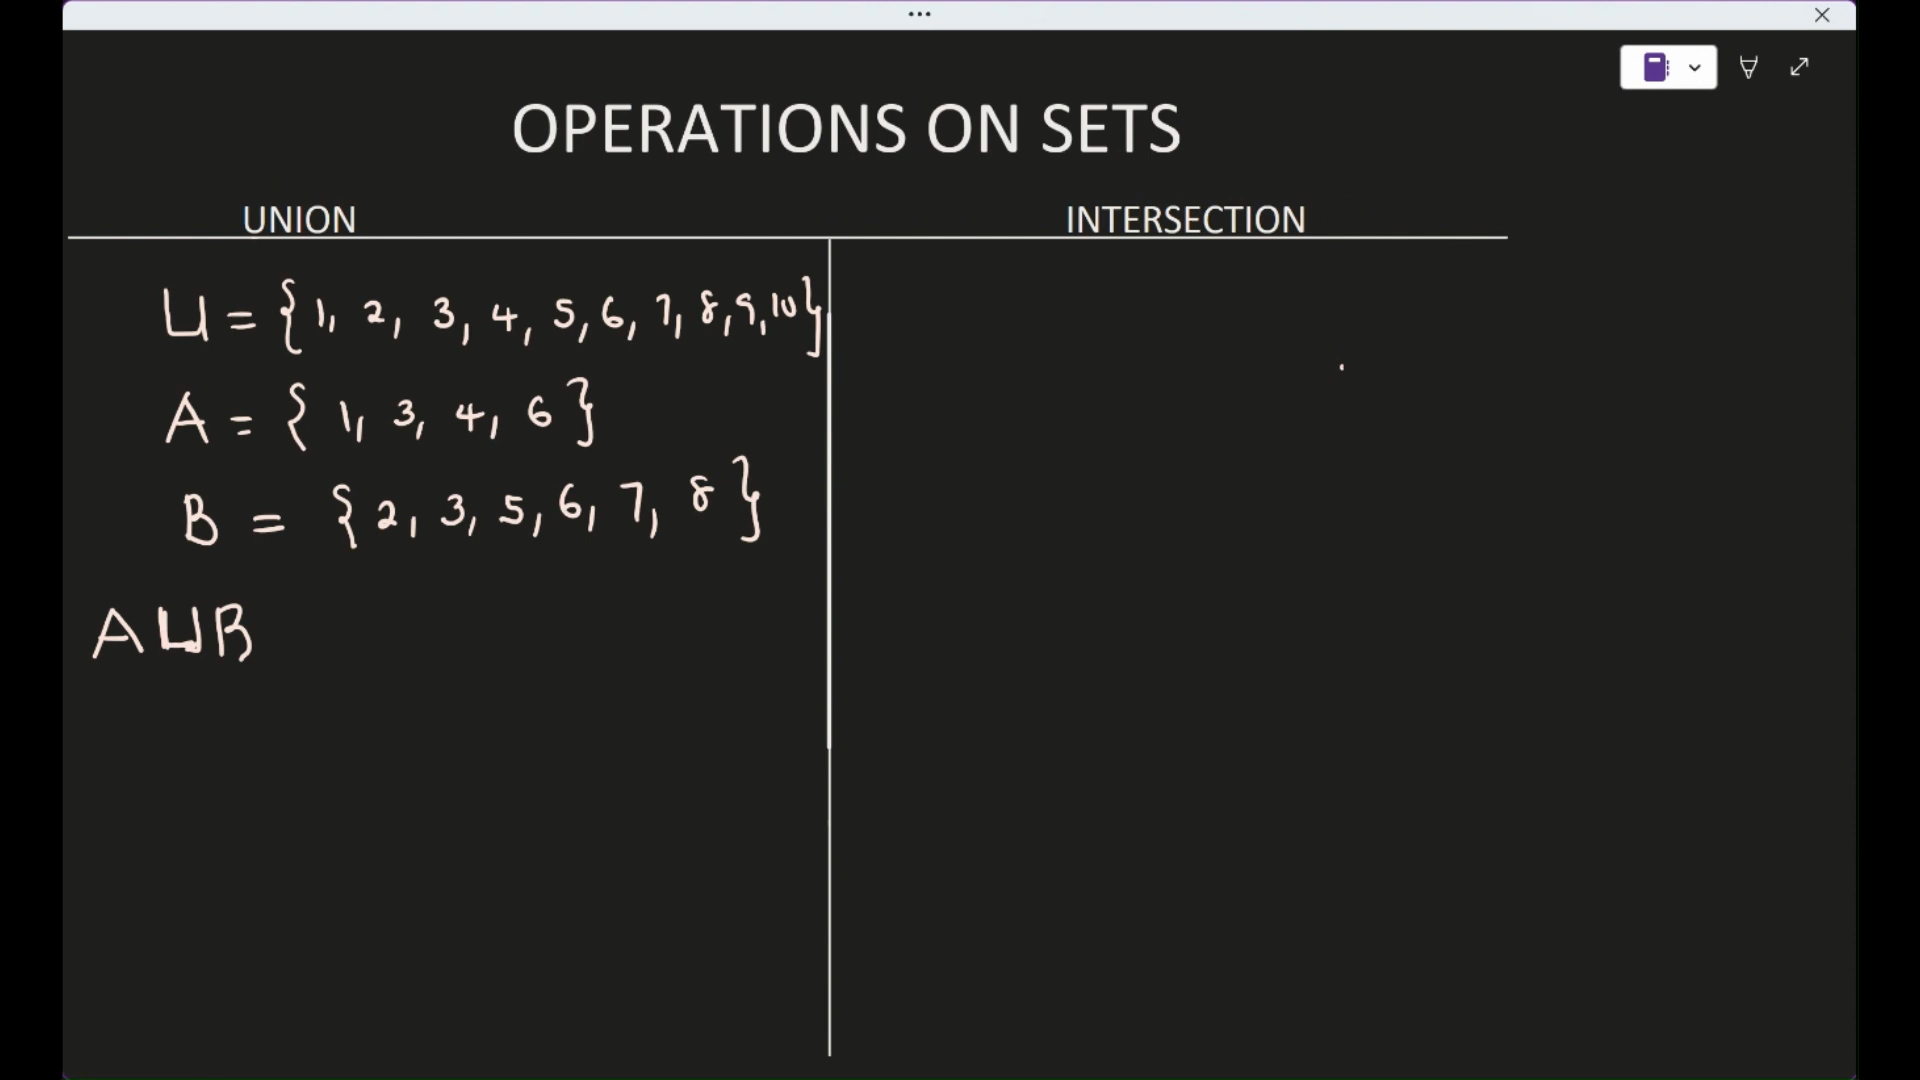 OPERATIONS ON SETS
UNION
INTERSECTION
U = { 1, 2, 3, 4, 5, 6, 7, 8, 9, 10 }
A = { 1, 3, 4, 6 }
B = { 2, 3, 5, 6, 7, 8 }
A U B